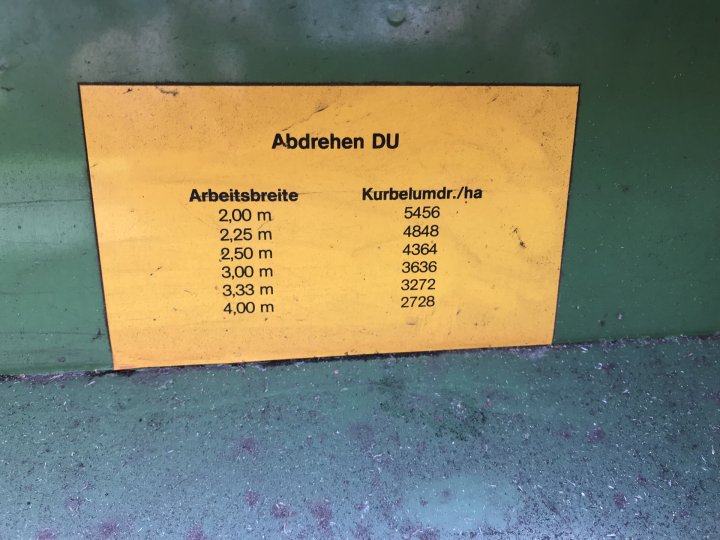 Abdrehen DU
Arbeitsbreite Kurbelumdr./ha
2,00 m 5456
2,25 m 4848
2,50 m 4364
3,00 m 3636
3,33 m 3272
4,00 m 2728